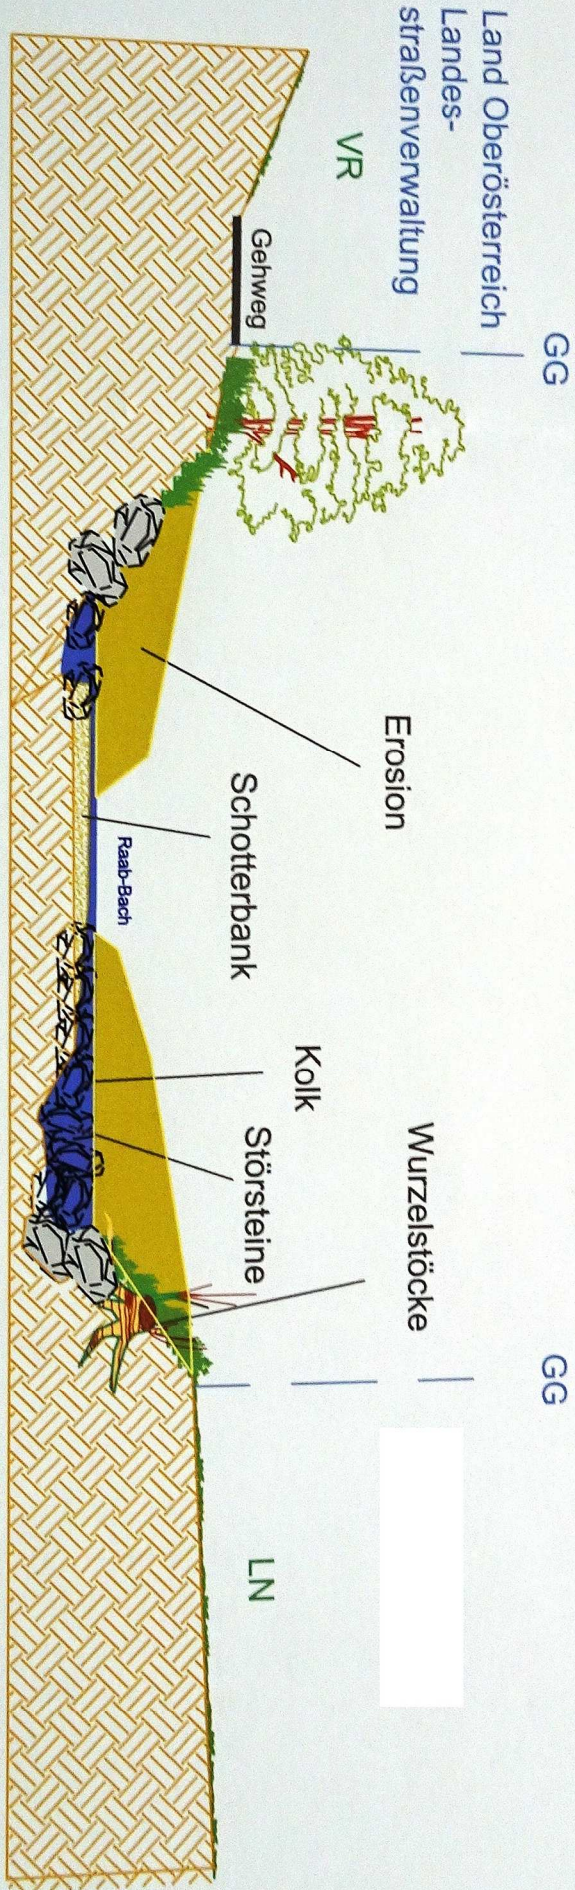 GG
GG
Land Oberösterreich
Landes-
straßenverwaltung
VR
Gehweg
Erosion
Schotterbank
Raab-Bach
Kolk
Störsteine
Wurzelstöcke
LN